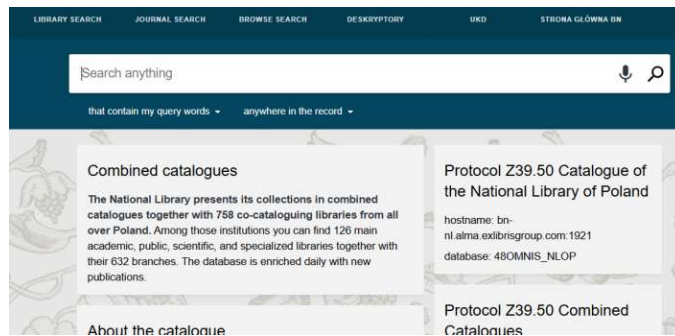 LIBRARY SEARCH JOURNAL SEARCH BROWSE SEARCH DESKRYPTORY UKD STRONA GŁÓWNA BN
Search anything
that contain my query words anywhere in the record
Combined catalogues
The National Library presents its collections in combined
catalogues together with 758 co-cataloguing libraries from all
over Poland. Among those institutions you can find 126 main
academic, public, scientific, and specialized libraries together with
their 632 branches. The database is enriched daily with new
publications.
About the catalogue
Protocol Z39.50 Catalogue of
the National Library of Poland
hostname: bn-
nl.alma.exlibrisgroup.com:1921
database: 48OMNIS_NLOP
Protocol Z39.50 Combined
Catalogues